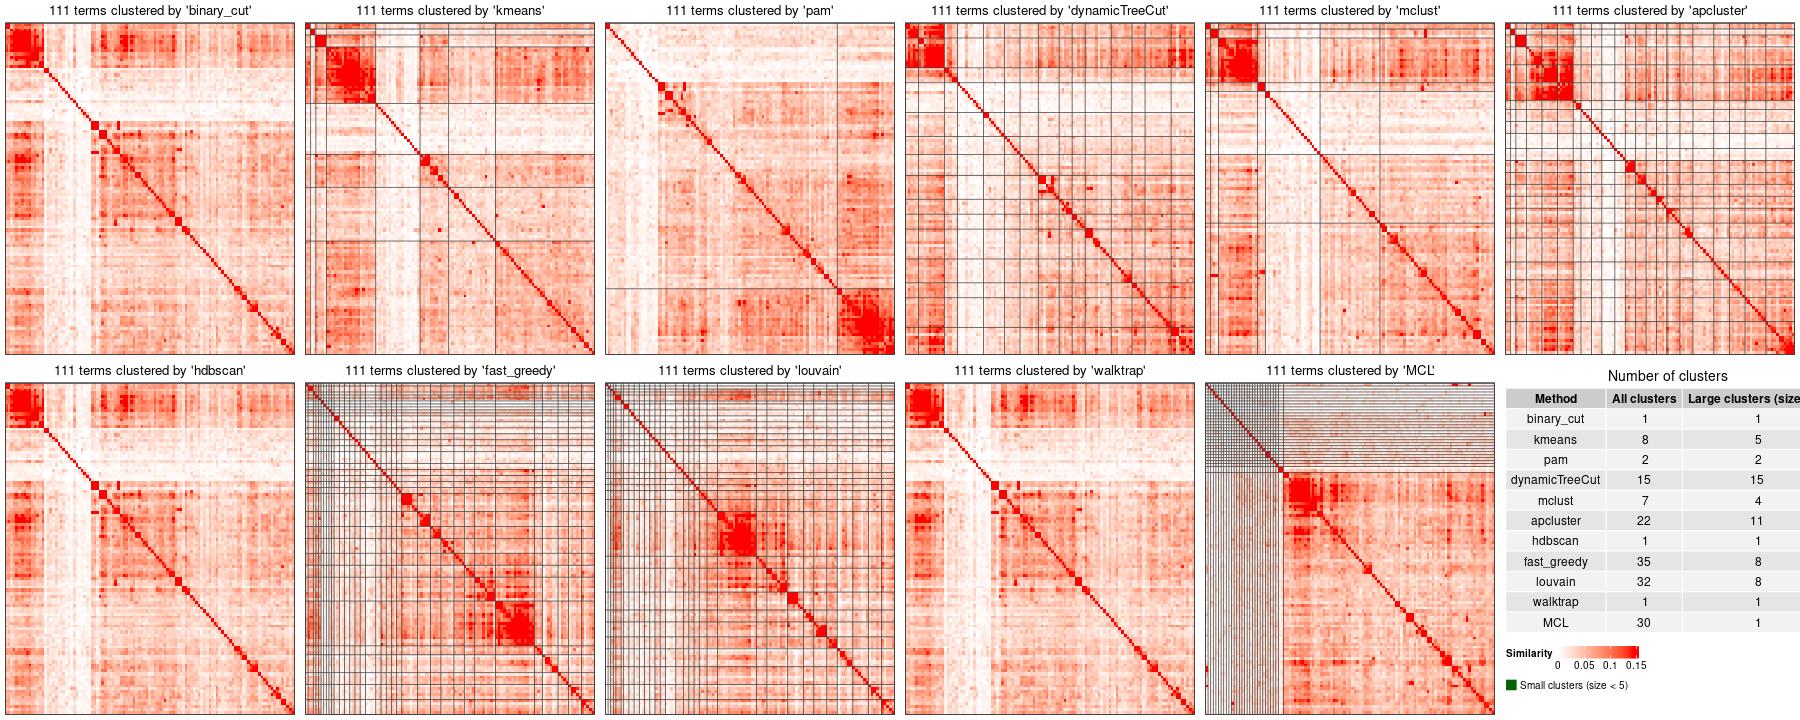 111 terms clustered by 'binary_cut'
111 terms clustered by 'kmeans'
111 terms clustered by 'pam'
111 terms clustered by 'dynamicTreeCut'
111 terms clustered by 'mclust'
111 terms clustered by 'apcluster'
111 terms clustered by 'hdbscan'
111 terms clustered by 'fast_greedy'
111 terms clustered by 'louvain'
111 terms clustered by 'walktrap'
111 terms clustered by 'MCL'
Number of clusters
Method All clusters Large clusters (size
binary_cut 1 1
kmeans 8 5
pam 2 2
dynamicTreeCut 15 15
mclust 7 4
apcluster 22 11
hdbscan 1 1
fast_greedy 35 8
louvain 32 8
walktrap 1 1
MCL 30 1
Similarity
0 0.05 0.1 0.15
Small clusters (size < 5)